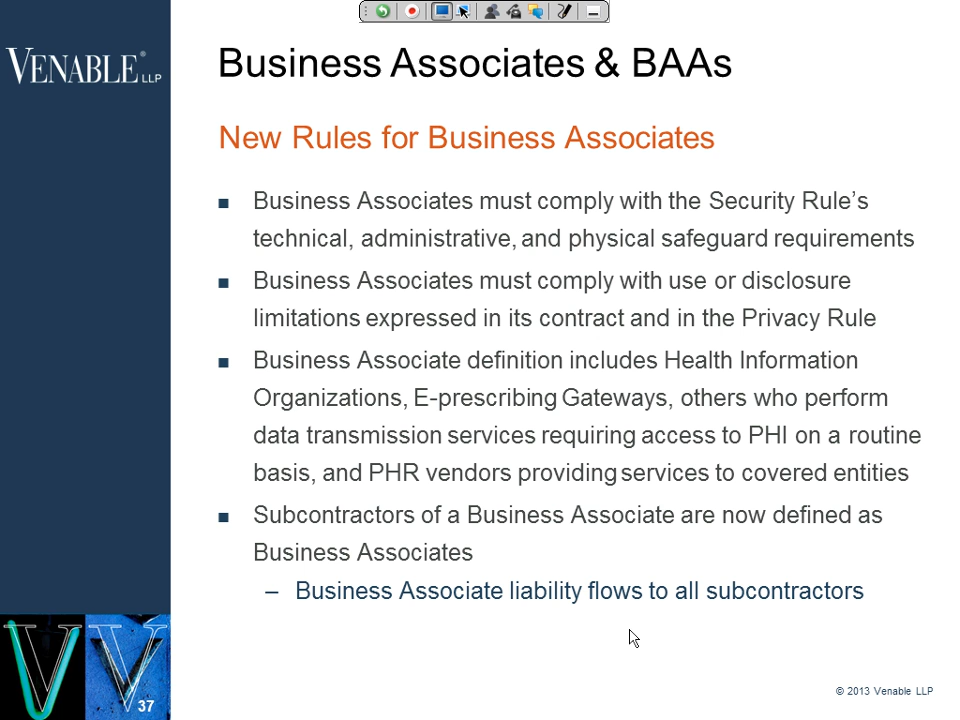 VENABLE® LLP
Business Associates & BAAs
New Rules for Business Associates
■ Business Associates must comply with the Security Rule’s
technical, administrative, and physical safeguard requirements
■ Business Associates must comply with use or disclosure
limitations expressed in its contract and in the Privacy Rule
■ Business Associate definition includes Health Information
Organizations, E-prescribing Gateways, others who perform
data transmission services requiring access to PHI on a routine
basis, and PHR vendors providing services to covered entities
■ Subcontractors of a Business Associate are now defined as
Business Associates
– Business Associate liability flows to all subcontractors
V V
37
© 2013 Venable LLP